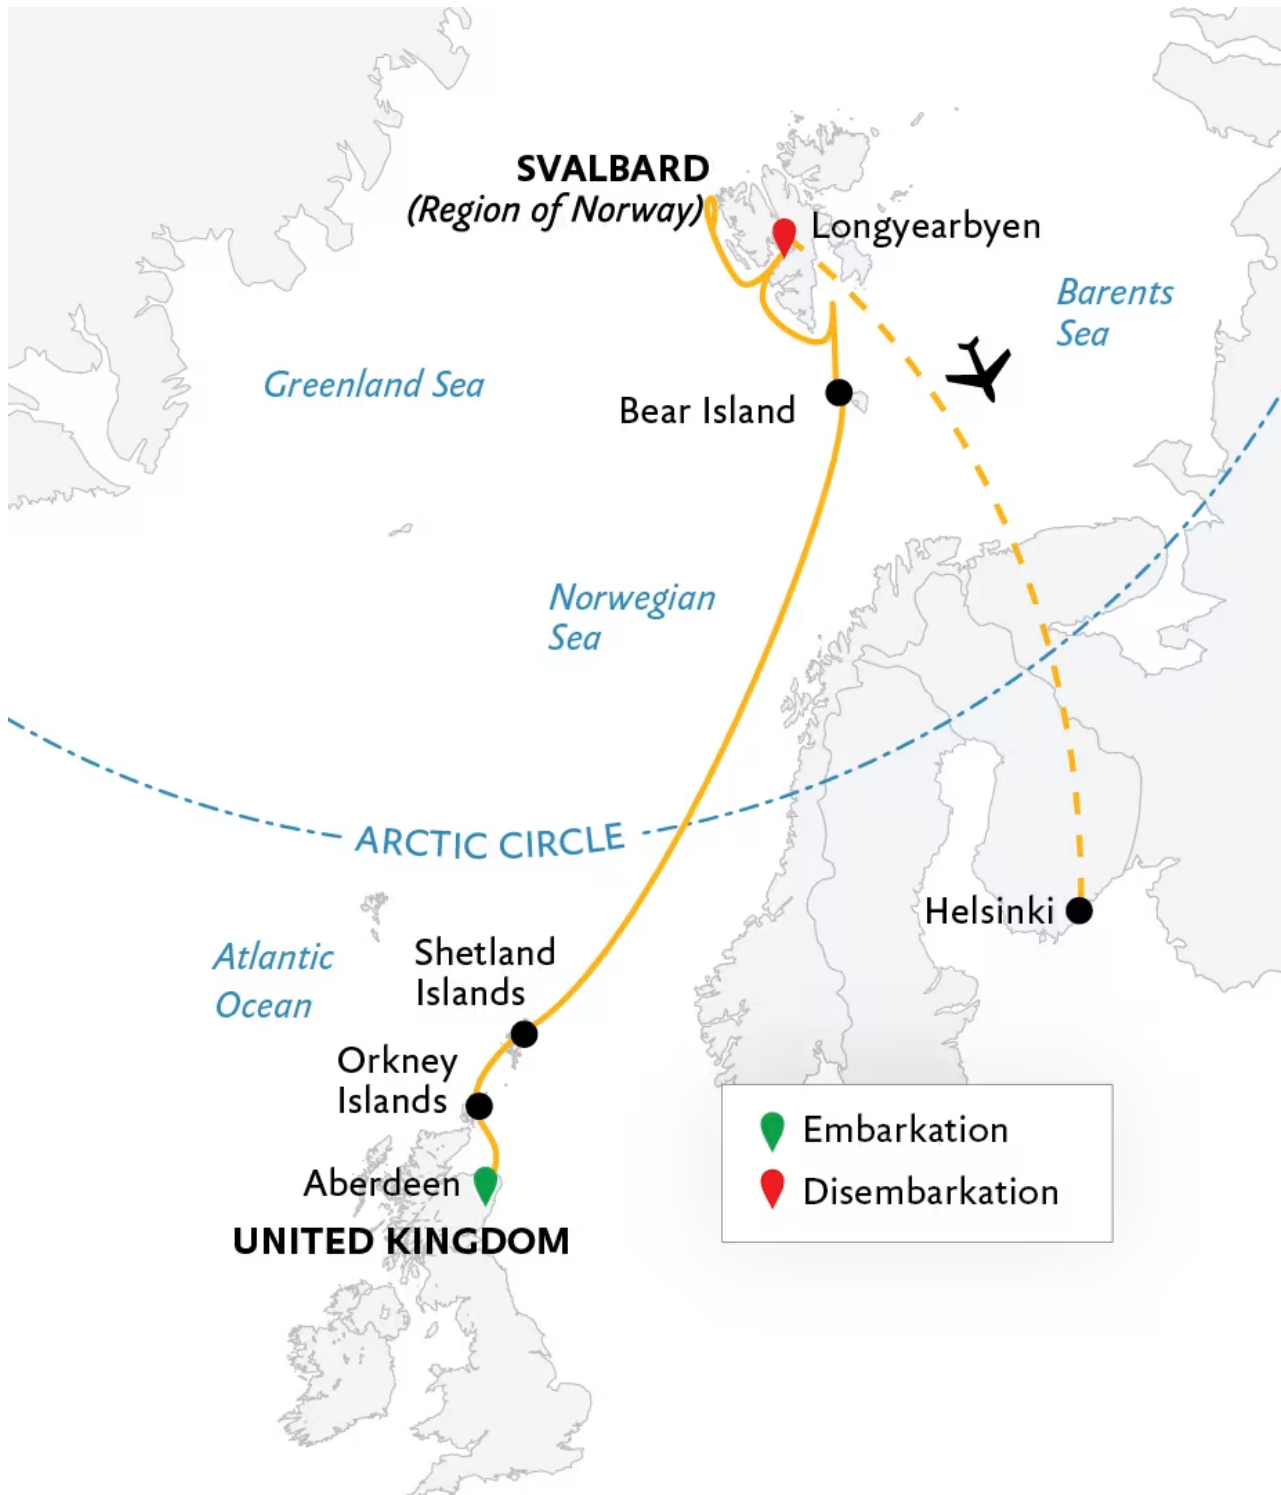 SVALBARD
(Region of Norway)
Longyearbyen
Barents
Sea
Greenland Sea
Bear Island
Norwegian
Sea
ARCTIC CIRCLE
Helsinki
Atlantic
Ocean
Shetland
Islands
Orkney
Islands
Aberdeen
UNITED KINGDOM
Embarkation
Disembarkation